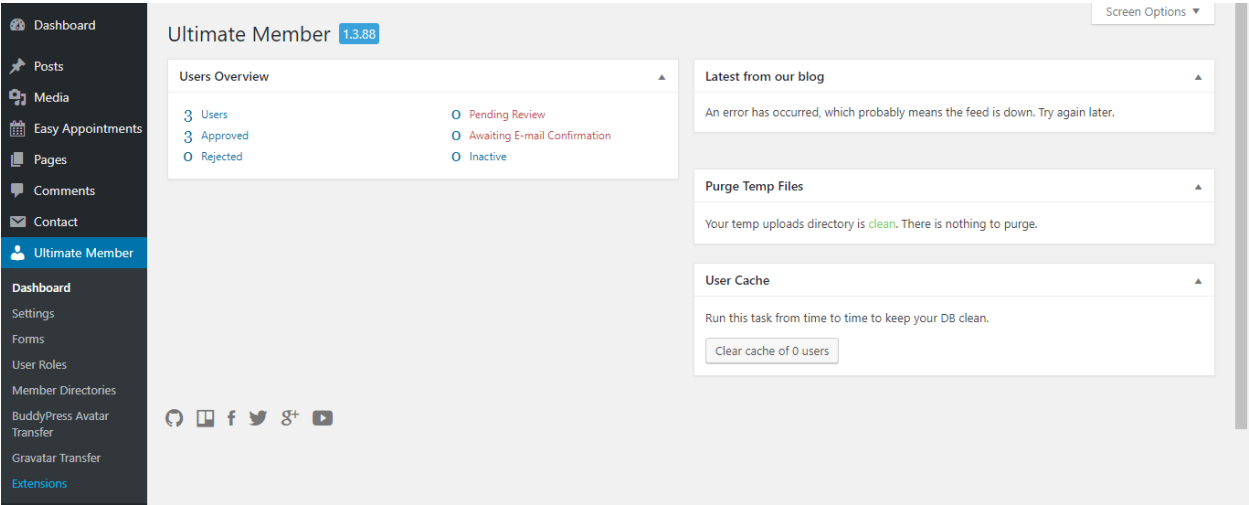 Dashboard
Posts
Media
Easy Appointments
Pages
Comments
Contact
Ultimate Member
Dashboard
Settings
Forms
User Roles
Member Directories
BuddyPress Avatar
Transfer
Gravatar Transfer
Extensions
Screen Options ▼
Ultimate Member 1.3.88
Users Overview
3 Users
3 Approved
0 Rejected
0 Pending Review
0 Awaiting E-mail Confirmation
0 Inactive
Latest from our blog
An error has occurred, which probably means the feed is down. Try again later.
Purge Temp Files
Your temp uploads directory is clean. There is nothing to purge.
User Cache
Run this task from time to time to keep your DB clean.
Clear cache of 0 users